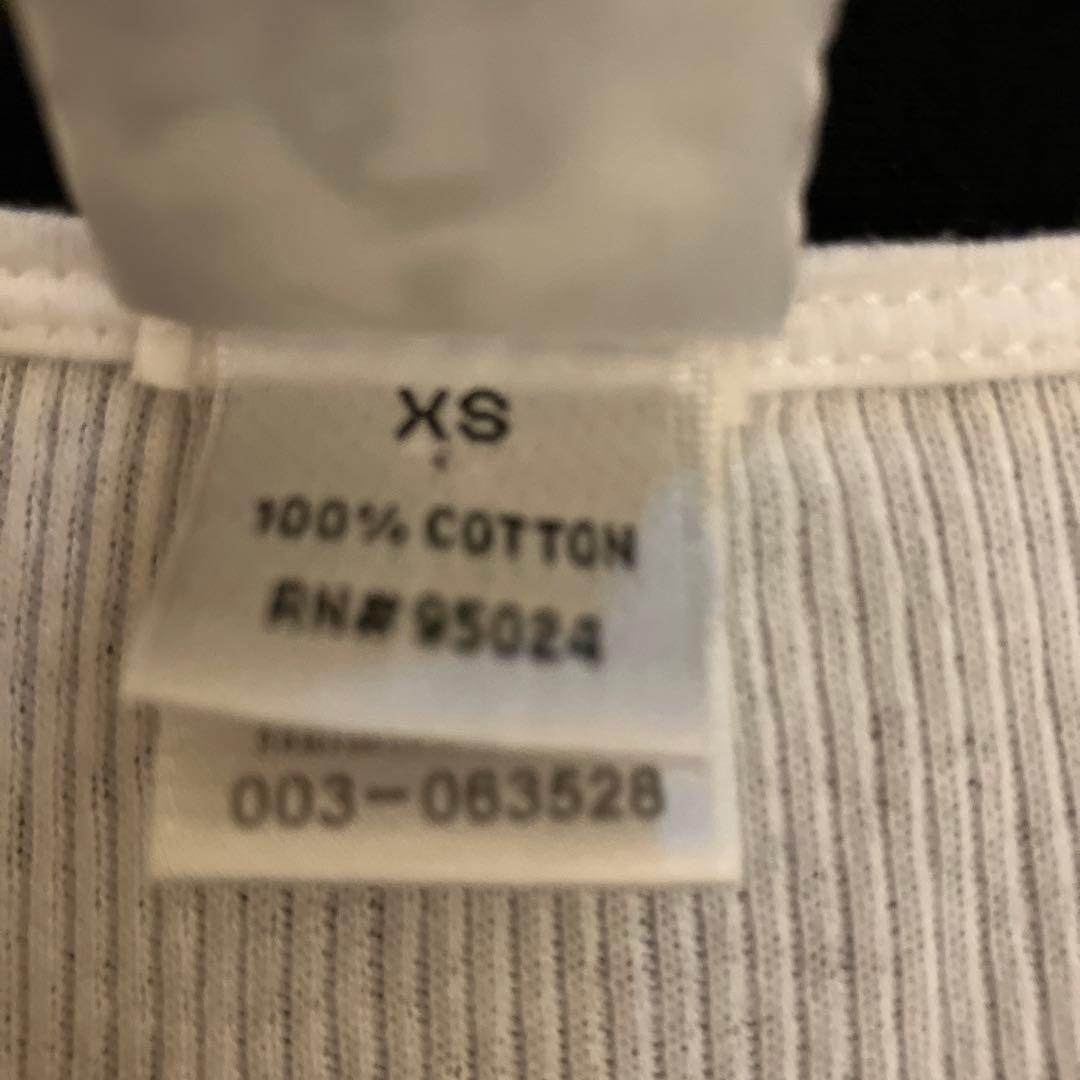 XS
100% COTTON
RN# 95024
003-063528